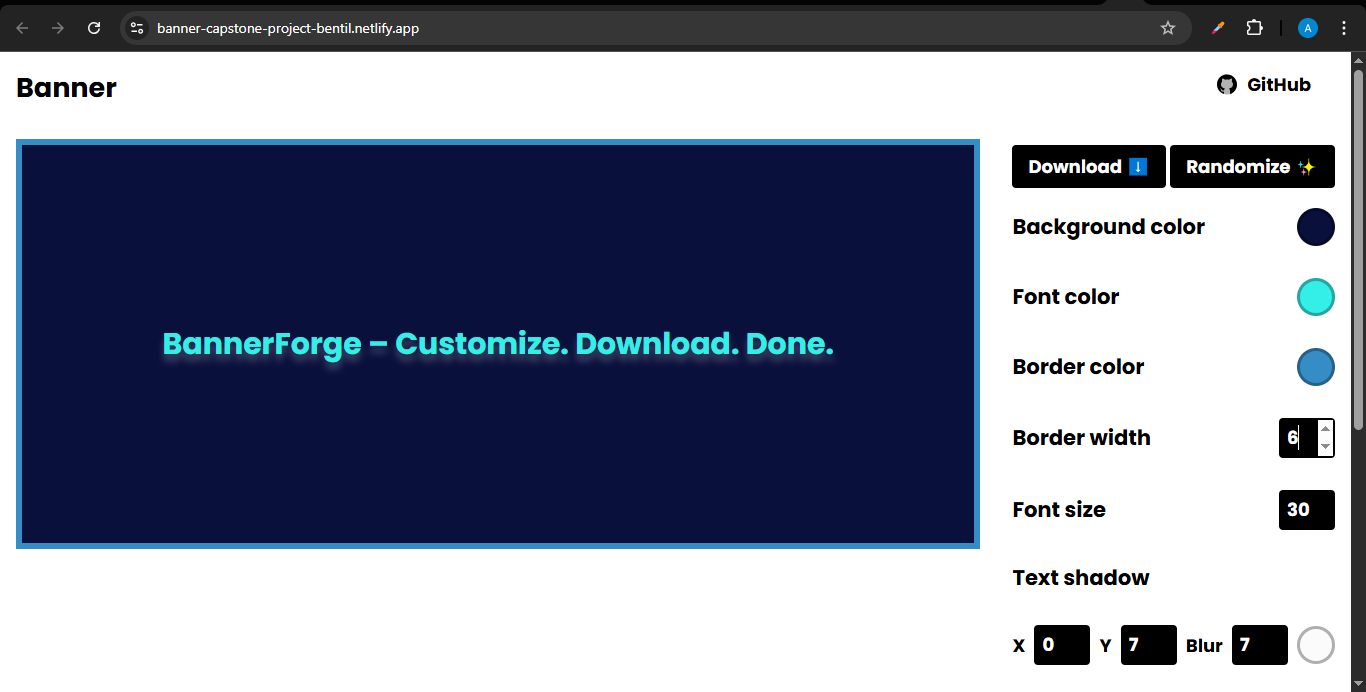 banner-capstone-project-bentil.netlify.app
A
Banner
GitHub
BannerForge – Customize. Download. Done.
Download ⬇
Randomize ✨
Background color
Font color
Border color
Border width 6
Font size 30
Text shadow
X 0 Y 7 Blur 7